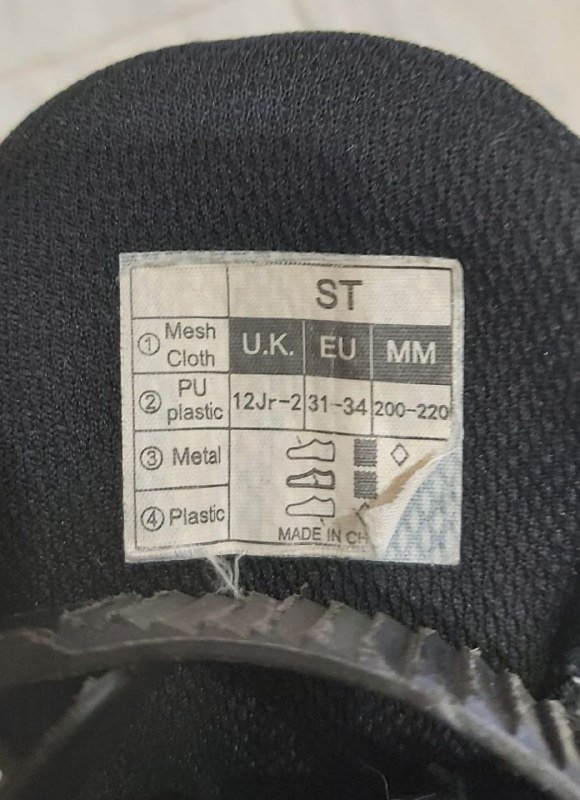 ST
① Mesh Cloth U.K. EU MM
② PU plastic 12Jr-2 31-34 200-220
③ Metal
④ Plastic
MADE IN CH